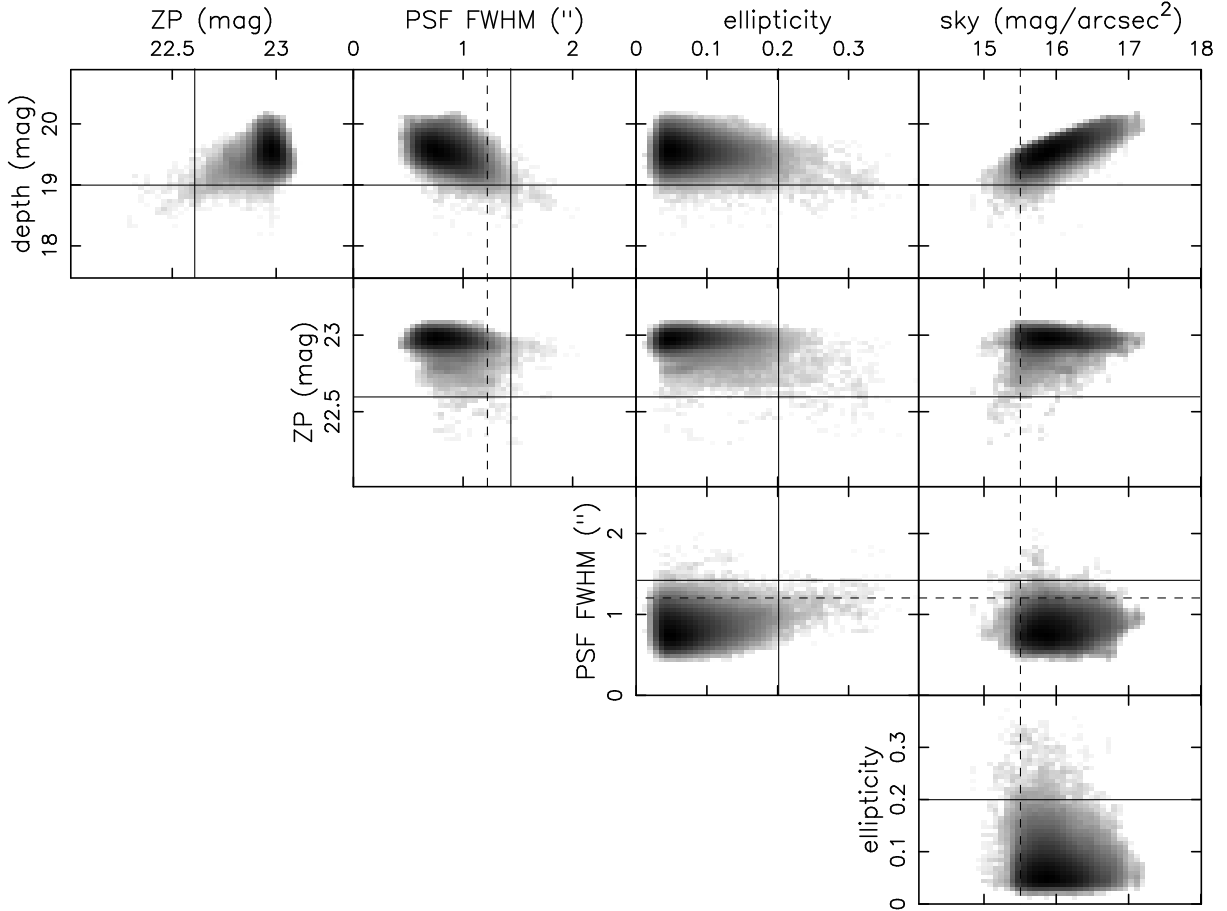 ZP (mag) PSF FWHM (") ellipticity sky (mag/arcsec²)
22.5 23 0 1 2 0 0.1 0.2 0.3 15 16 17 18
depth (mag)
20
19
18
ZP (mag)
23
22.5
PSF FWHM (")
2
1
0
ellipticity
0.3
0.2
0.1
0